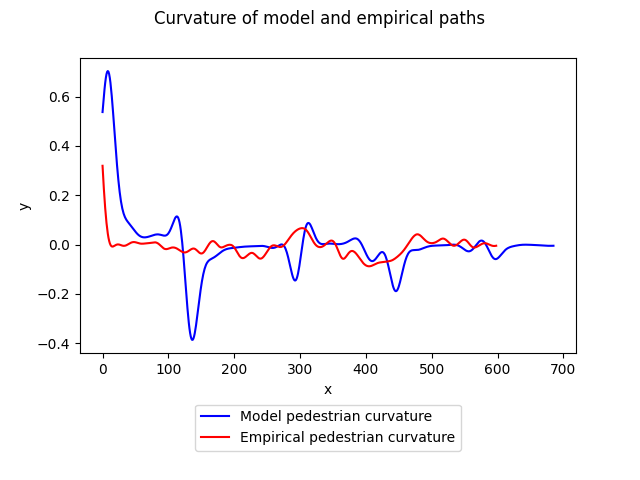 Curvature of model and empirical paths
y
0.6
0.4
0.2
0.0
−0.2
−0.4
0 100 200 300 400 500 600 700
x
Model pedestrian curvature
Empirical pedestrian curvature